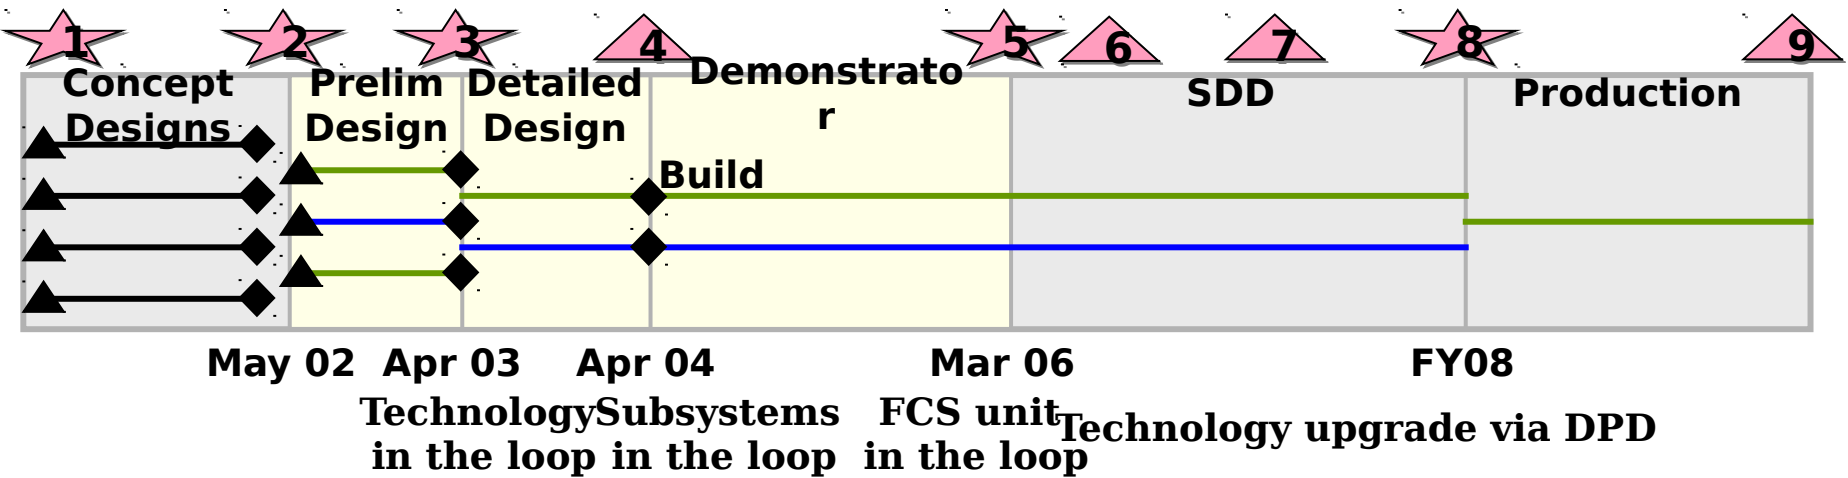 1 2 3 4 5 6 7 8 9
Concept
Designs
Prelim
Design
Detailed
Design
Demonstrato
r
SDD
Production
Build
May 02 Apr 03 Apr 04 Mar 06 FY08
Technology
in the loop
Subsystems
in the loop
FCS unit
in the loop
Technology upgrade via DPD